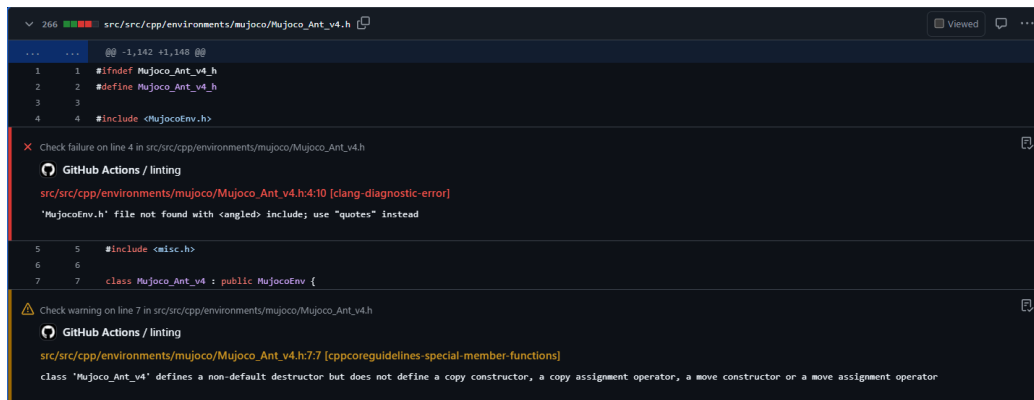 266 src/src/cpp/environments/mujoco/Mujoco_Ant_v4.h Viewed
... ... @@ -1,142 +1,148 @@
1 1 #ifndef Mujoco_Ant_v4_h
2 2 #define Mujoco_Ant_v4_h
3 3
4 4 #include <MujocoEnv.h>
Check failure on line 4 in src/src/cpp/environments/mujoco/Mujoco_Ant_v4.h
GitHub Actions / linting
src/src/cpp/environments/mujoco/Mujoco_Ant_v4.h:4:10 [clang-diagnostic-error]
'MujocoEnv.h' file not found with <angled> include; use "quotes" instead
5 5 #include <misc.h>
6 6
7 7 class Mujoco_Ant_v4 : public MujocoEnv {
Check warning on line 7 in src/src/cpp/environments/mujoco/Mujoco_Ant_v4.h
GitHub Actions / linting
src/src/cpp/environments/mujoco/Mujoco_Ant_v4.h:7:7 [cppcoreguidelines-special-member-functions]
class 'Mujoco_Ant_v4' defines a non-default destructor but does not define a copy constructor, a copy assignment operator, a move constructor or a move assignment operator